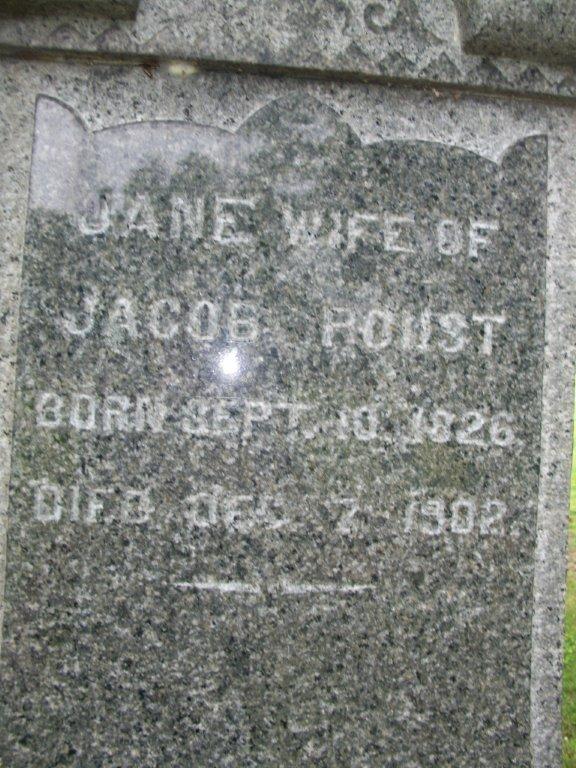 JANE WIFE OF
JACOB ROUST
BORN SEPT. 10, 1826
DIED DEC 7 1902.